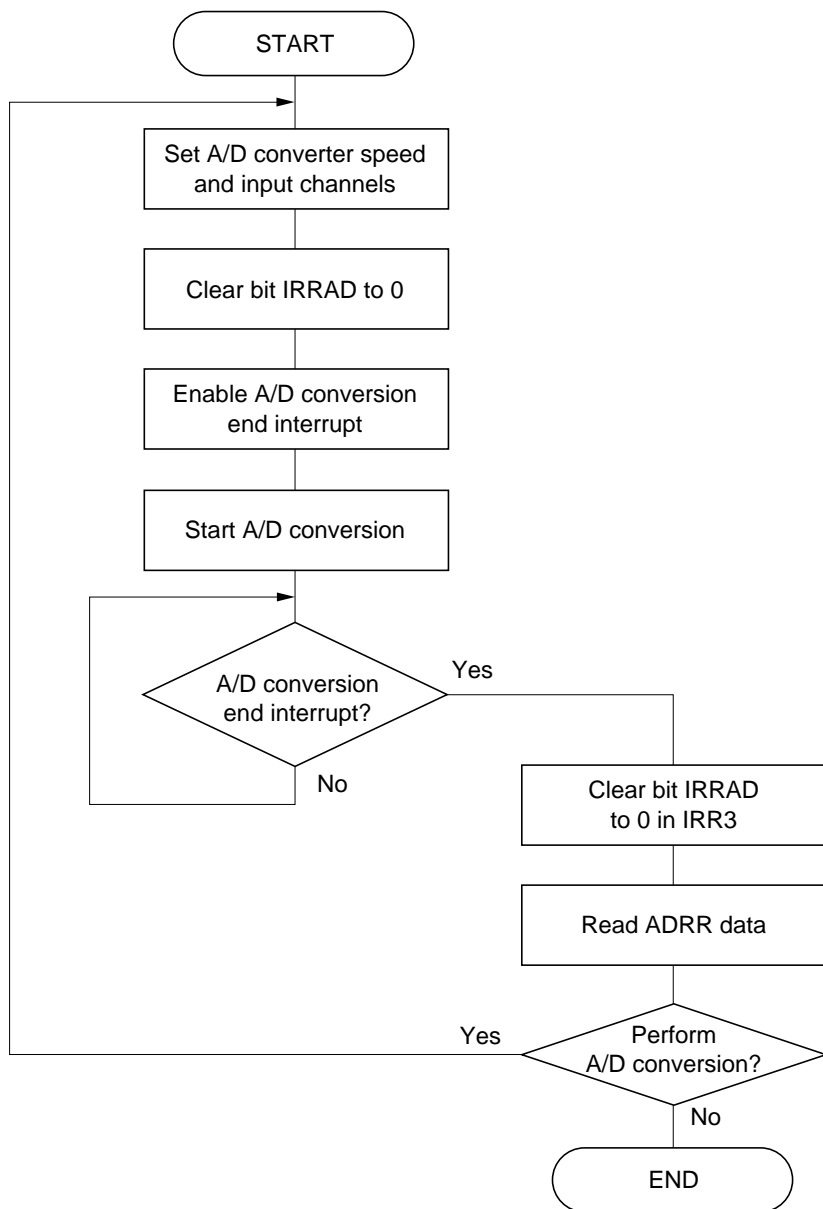 START
Set A/D converter speed
and input channels
Clear bit IRRAD to 0
Enable A/D conversion
end interrupt
Start A/D conversion
A/D conversion
end interrupt?
Yes
No
Clear bit IRRAD
to 0 in IRR3
Read ADRR data
Perform
A/D conversion?
Yes
No
END